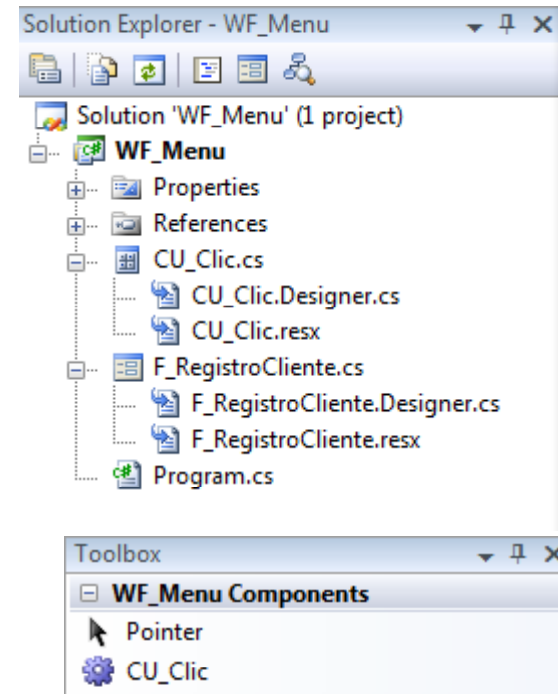 Solution Explorer - WF_Menu
Solution 'WF_Menu' (1 project)
WF_Menu
Properties
References
CU_Clic.cs
CU_Clic.Designer.cs
CU_Clic.resx
F_RegistroCliente.cs
F_RegistroCliente.Designer.cs
F_RegistroCliente.resx
Program.cs
Toolbox
WF_Menu Components
Pointer
CU_Clic